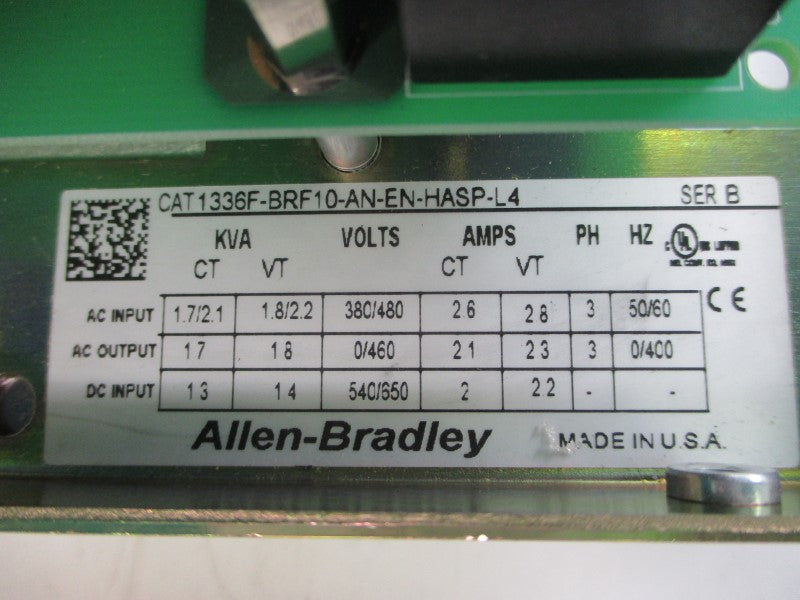 CAT 1336F-BRF10-AN-EN-HASP-L4 SER B
KVA VOLTS AMPS PH HZ
CT VT CT VT
UL
AC INPUT 1.7/2.1 1.8/2.2 380/480 2.6 2.8 3 50/60 CE
AC OUTPUT 1.7 1.8 0/460 2.1 2.3 3 0/400
DC INPUT 1.3 1.4 540/650 2 2.2 - -
Allen-Bradley MADE IN U.S.A.